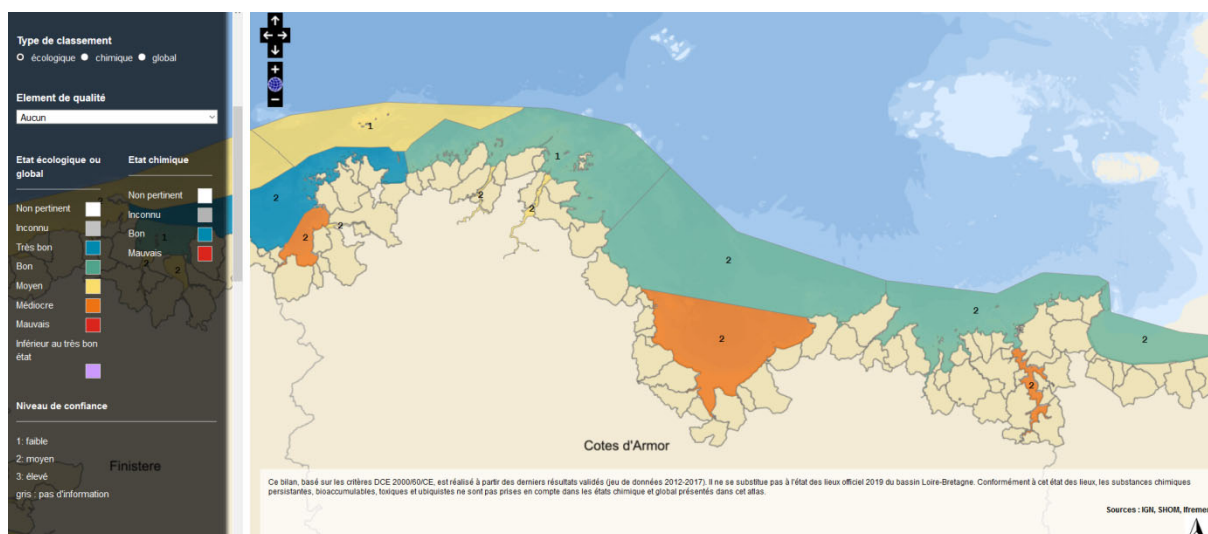 Type de classement
écologique chimique global
Element de qualité
Aucun
Etat écologique ou
global
Non pertinent
Inconnu
Très bon
Bon
Moyen
Médiocre
Mauvais
Inférieur au très bon
état
Etat chimique
Non pertinent
Inconnu
Bon
Mauvais
1
2
2
Niveau de confiance
1: faible
2: moyen
3: élevé
gris : pas d'information
Finistere
1
1
2
2
2
2
2
2
2
2
2
2
Cotes d'Armor
Ce bilan, basé sur les critères DCE 2000/60/CE, est réalisé à partir des derniers résultats validés (jeu de données 2012-2017). Il ne se substitue pas à l'état des lieux officiel 2019 du bassin Loire-Bretagne. Conformément à cet état des lieux, les substances chimiques
persistantes, bioaccumulables, toxiques et ubiquistes ne sont pas prises en compte dans les états chimique et global présentés dans cet atlas.
Sources : IGN, SHOM, Ifremer